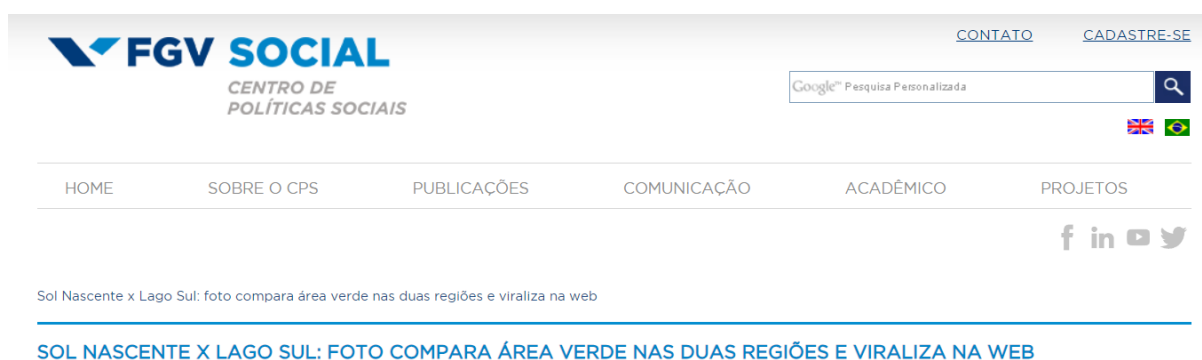 FGV SOCIAL
CENTRO DE
POLÍTICAS SOCIAIS
CONTATO CADASTRE-SE
Google™ Pesquisa Personalizada
HOME SOBRE O CPS PUBLICAÇÕES COMUNICAÇÃO ACADÊMICO PROJETOS
f in
Sol Nascente x Lago Sul: foto compara área verde nas duas regiões e viraliza na web
SOL NASCENTE X LAGO SUL: FOTO COMPARA ÁREA VERDE NAS DUAS REGIÕES E VIRALIZA NA WEB